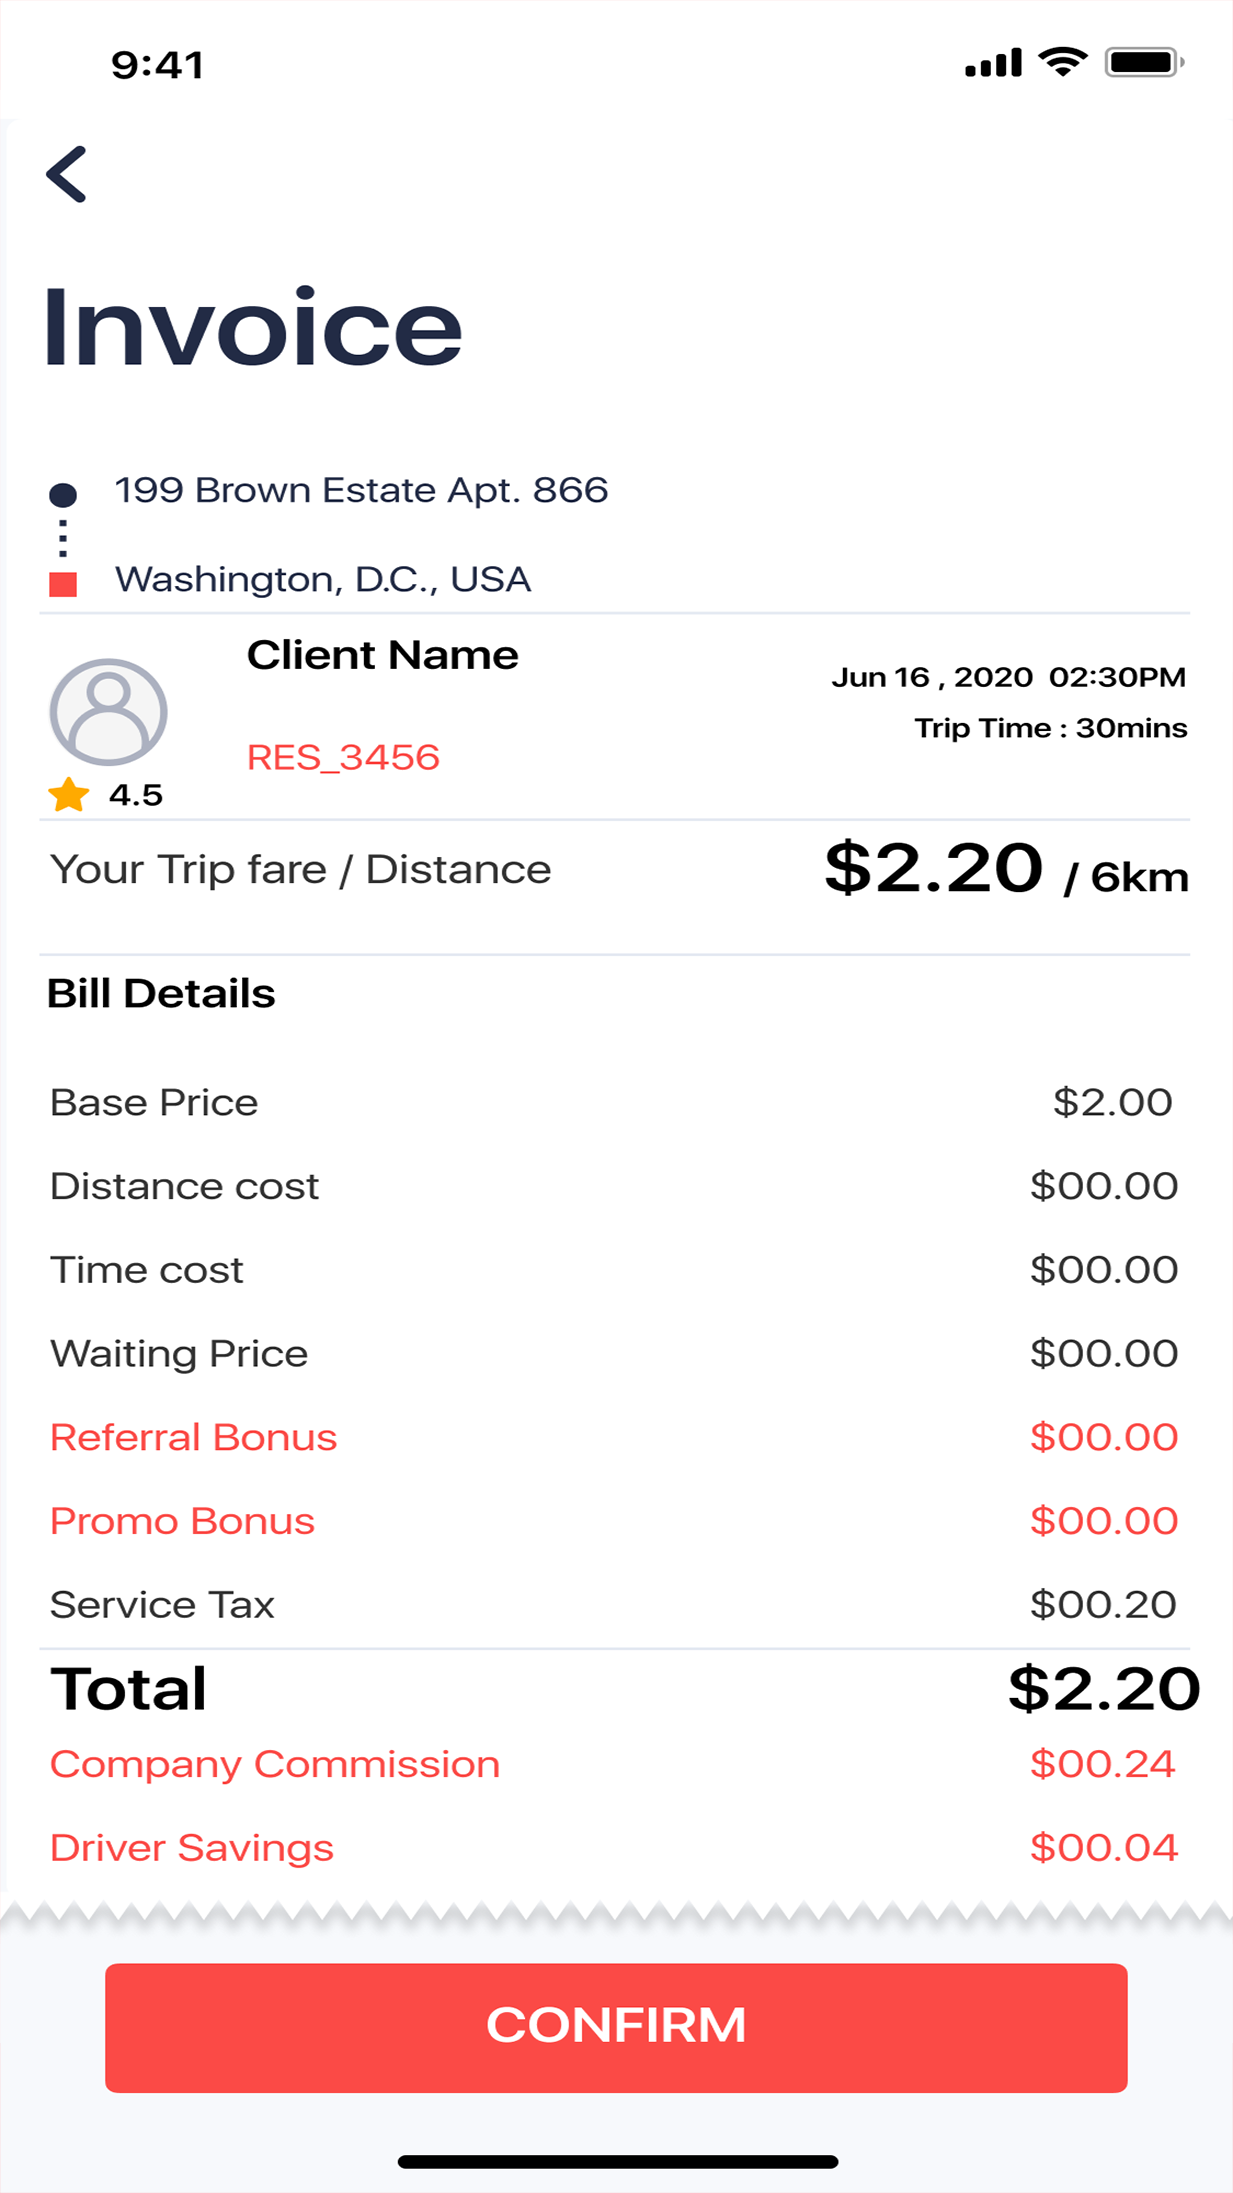 9:41
Invoice
199 Brown Estate Apt. 866
Washington, D.C., USA
Client Name
Jun 16 , 2020 02:30PM
Trip Time : 30mins
RES_3456
4.5
Your Trip fare / Distance $2.20 / 6km
Bill Details
Base Price $2.00
Distance cost $00.00
Time cost $00.00
Waiting Price $00.00
Referral Bonus $00.00
Promo Bonus $00.00
Service Tax $00.20
Total $2.20
Company Commission $00.24
Driver Savings $00.04
CONFIRM